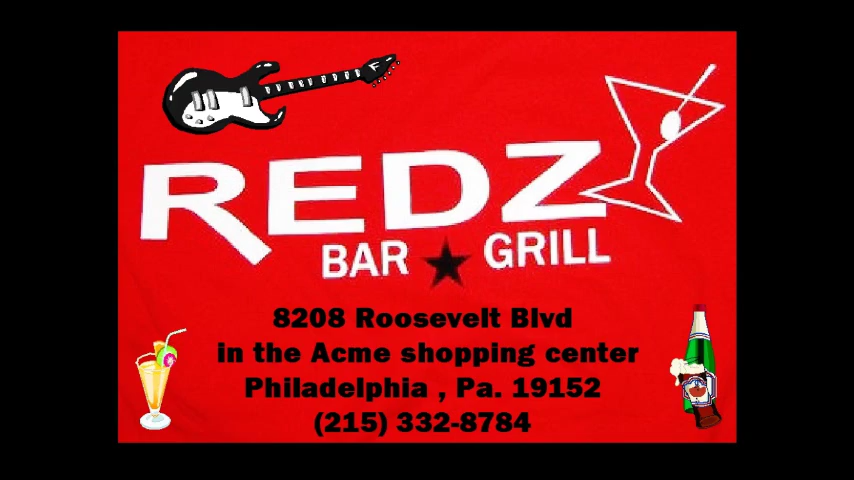 REDZ
BAR ★ GRILL
8208 Roosevelt Blvd
in the Acme shopping center
Philadelphia , Pa. 19152
(215) 332-8784